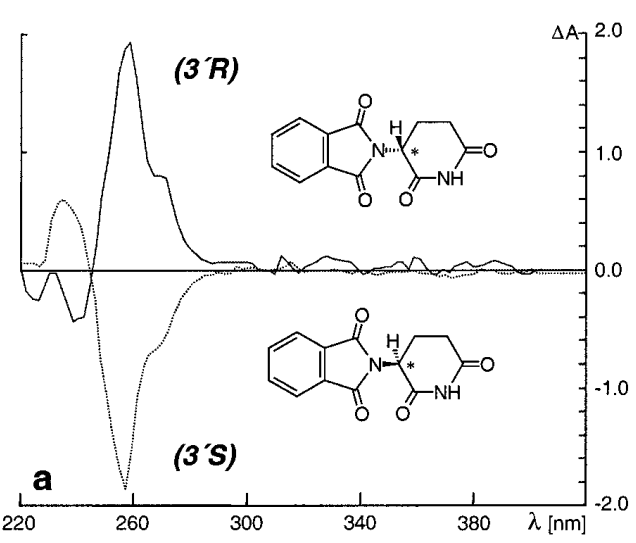 ΔA 2.0
(3´R)
O
H
N
*
O
1.0
O
O
NH
0.0
O
H
N
*
O
-1.0
O
O
NH
(3´S)
a
-2.0
220 260 300 340 380 λ [nm]